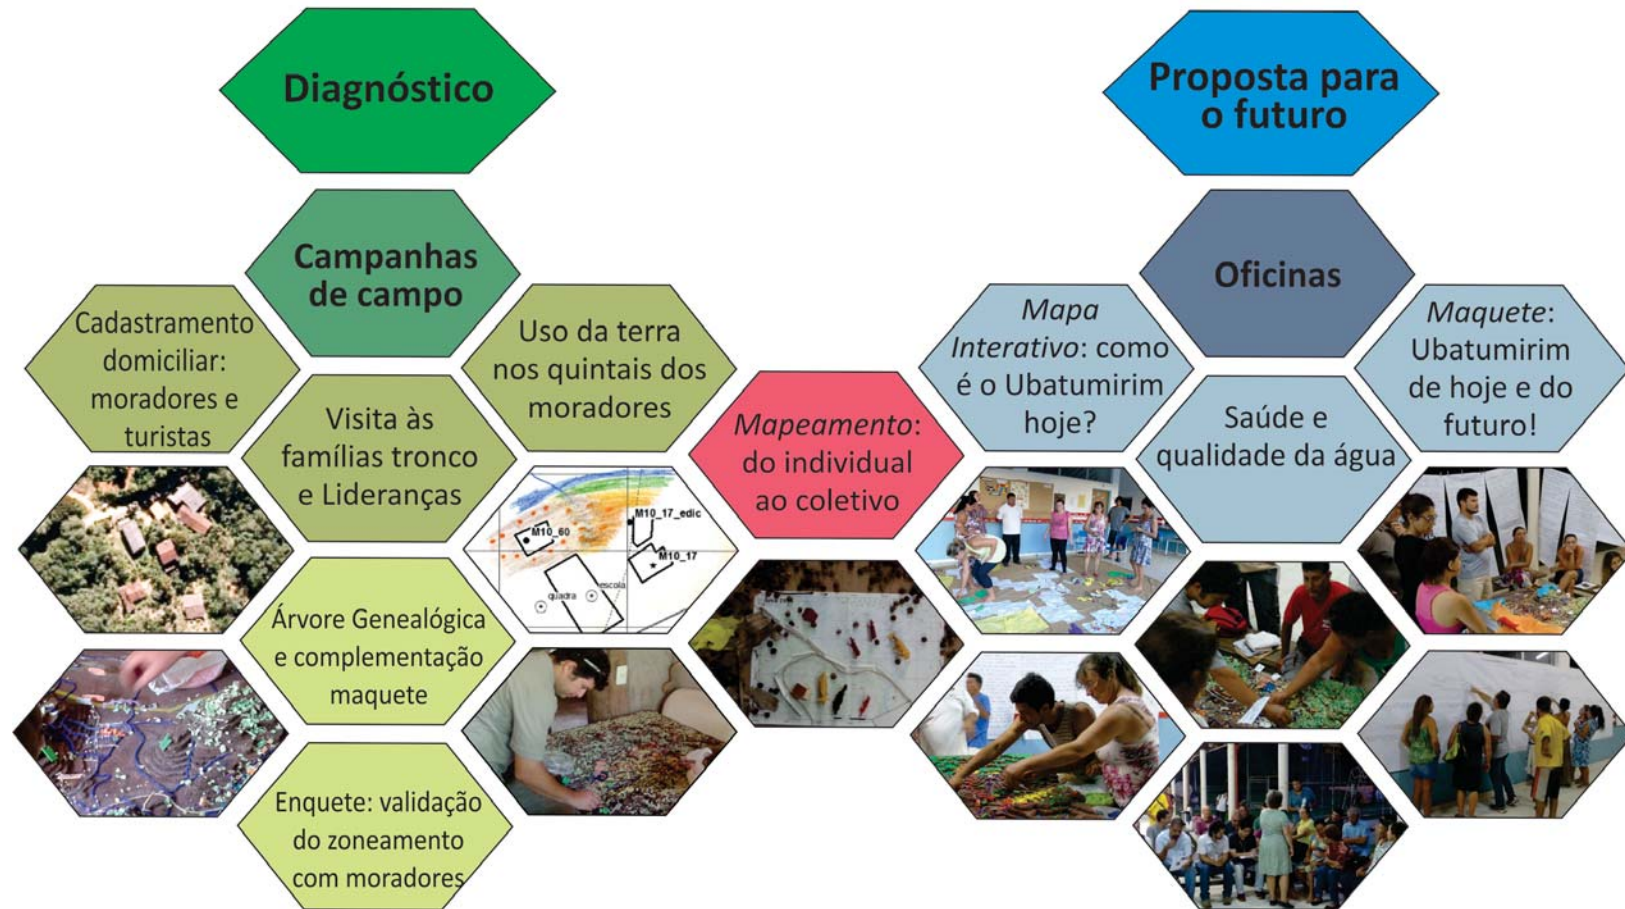 Diagnóstico
Campanhas
de campo
Cadastramento
domiciliar:
moradores e
turistas
Visita às
famílias tronco
e Lideranças
Uso da terra
nos quintais dos
moradores
M10_60
M10_17_edic
M10_17
escola
quadra
Árvore Genealógica
e complementação
maquete
Enquete: validação
do zoneamento
com moradores
Mapeamento:
do individual
ao coletivo
Proposta para
o futuro
Oficinas
Mapa
Interativo: como
é o Ubatumirim
hoje?
Saúde e
qualidade da água
Maquete:
Ubatumirim
de hoje e do
futuro!